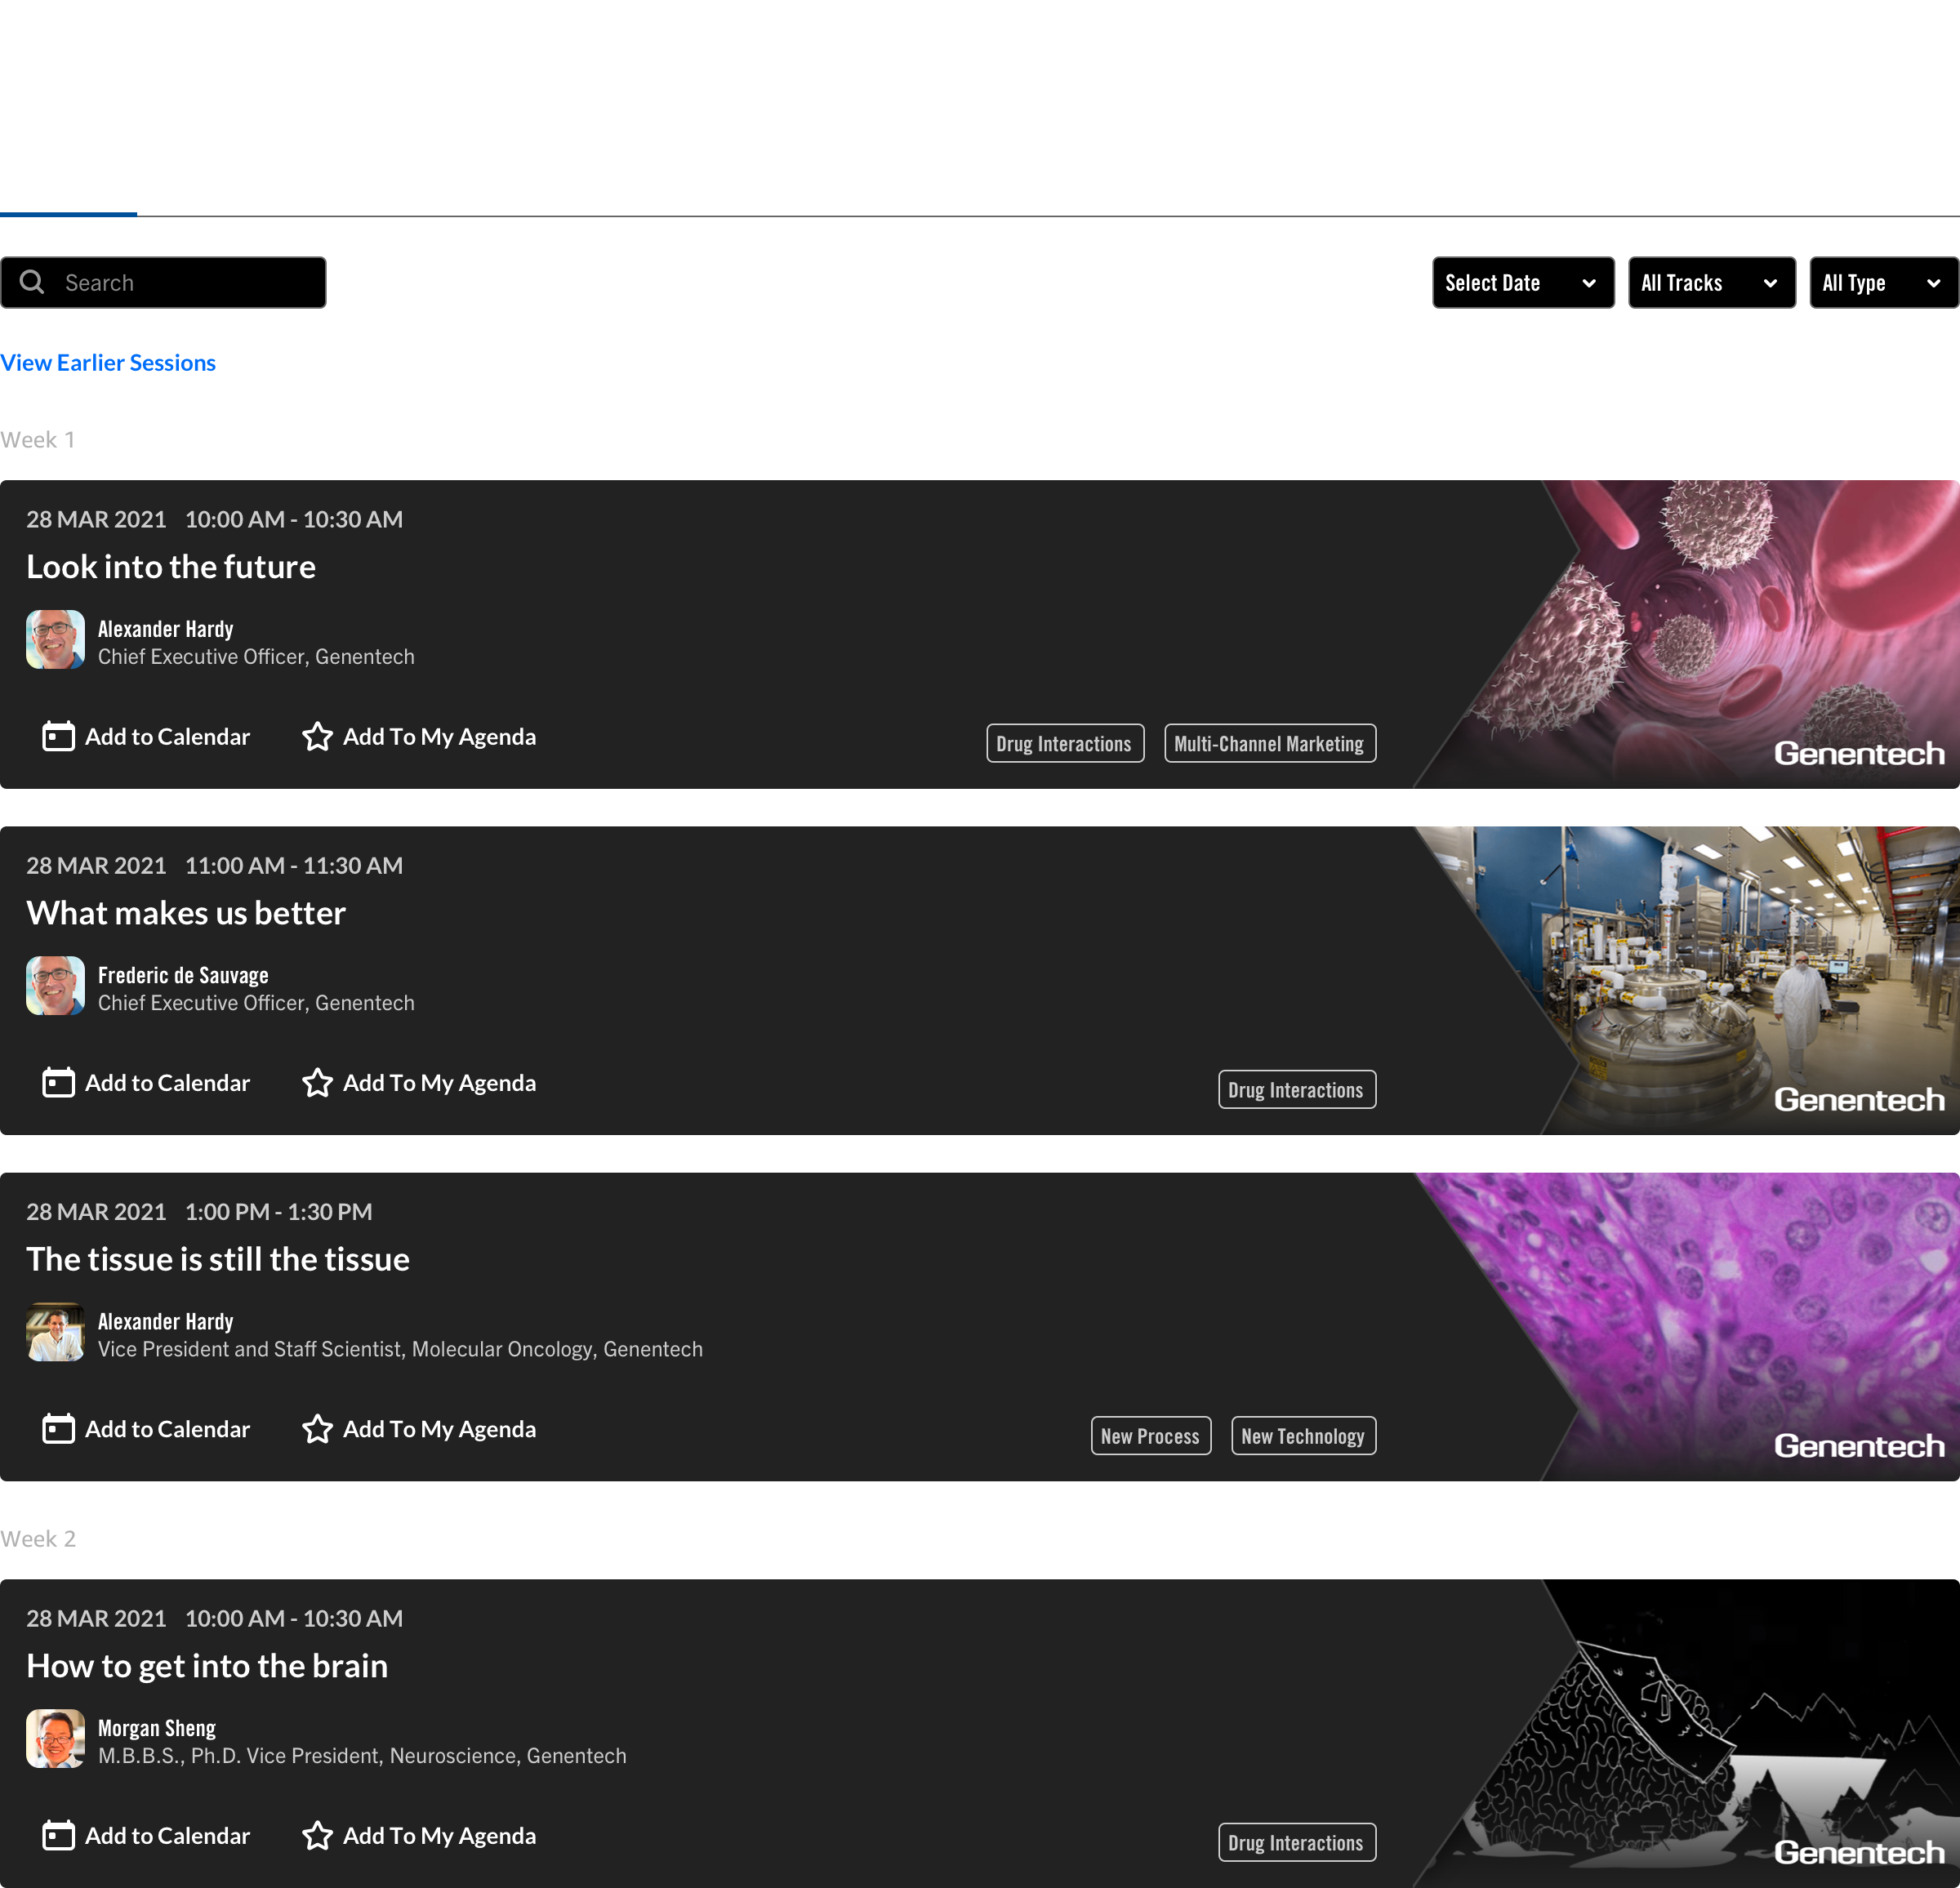 Search
Select Date
All Tracks
All Type
View Earlier Sessions
Week 1
28 MAR 2021 10:00 AM - 10:30 AM
Look into the future
Alexander Hardy
Chief Executive Officer, Genentech
Add to Calendar
Add To My Agenda
Drug Interactions
Multi-Channel Marketing
Genentech
28 MAR 2021 11:00 AM - 11:30 AM
What makes us better
Frederic de Sauvage
Chief Executive Officer, Genentech
Add to Calendar
Add To My Agenda
Drug Interactions
Genentech
28 MAR 2021 1:00 PM - 1:30 PM
The tissue is still the tissue
Alexander Hardy
Vice President and Staff Scientist, Molecular Oncology, Genentech
Add to Calendar
Add To My Agenda
New Process
New Technology
Genentech
Week 2
28 MAR 2021 10:00 AM - 10:30 AM
How to get into the brain
Morgan Sheng
M.B.B.S., Ph.D. Vice President, Neuroscience, Genentech
Add to Calendar
Add To My Agenda
Drug Interactions
Genentech